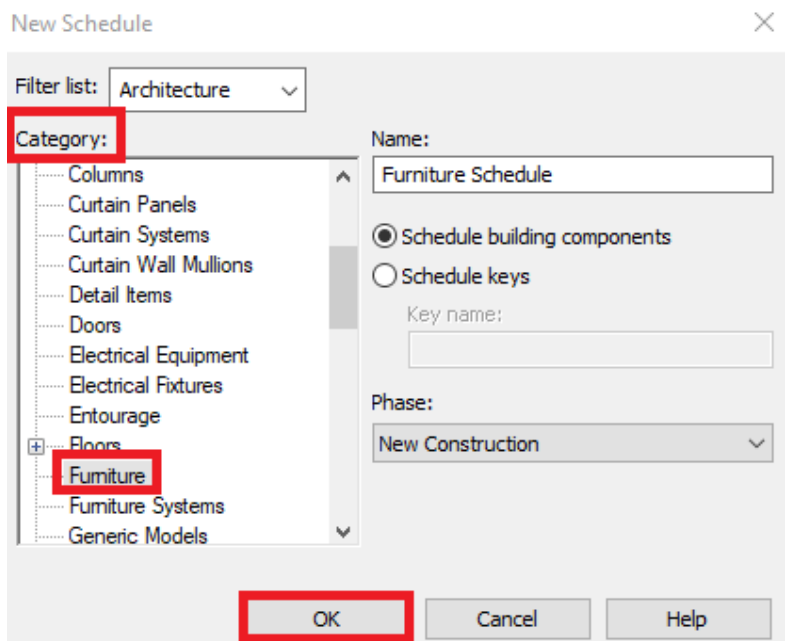 New Schedule
Filter list: Architecture
Category:
Columns
Curtain Panels
Curtain Systems
Curtain Wall Mullions
Detail Items
Doors
Electrical Equipment
Electrical Fixtures
Entourage
Floors
Furniture
Furniture Systems
Generic Models
Name:
Furniture Schedule
Schedule building components
Schedule keys
Key name:
Phase:
New Construction
OK Cancel Help